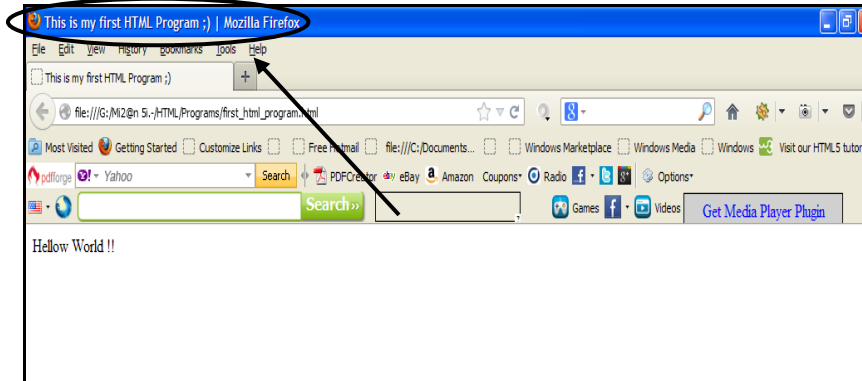 This is my first HTML Program ;) | Mozilla Firefox
File Edit View History Bookmarks Tools Help
This is my first HTML Program ;) +
file:///G:/Mi2@n 5i.-/HTML/Programs/first_html_program.html 8
Most Visited Getting Started Customize Links Free Hotmail file:///C:/Documents... Windows Marketplace Windows Media Windows Visit our HTML5 tutor
pdfforge Yahoo Search PDFCreator ebY eBay a Amazon Coupons Radio f 8+ Options
Search» Games f Videos Get Media Player Plugin
Hellow World !!